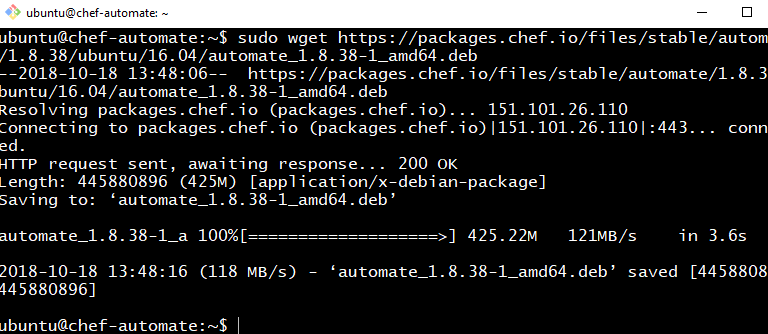 ubuntu@chef-automate: ~
ubuntu@chef-automate:~$ sudo wget https://packages.chef.io/files/stable/autom
/1.8.38/ubuntu/16.04/automate_1.8.38-1_amd64.deb
--2018-10-18 13:48:06--  https://packages.chef.io/files/stable/automate/1.8.3
buntu/16.04/automate_1.8.38-1_amd64.deb
Resolving packages.chef.io (packages.chef.io)... 151.101.26.110
Connecting to packages.chef.io (packages.chef.io)|151.101.26.110|:443... conn
ed.
HTTP request sent, awaiting response... 200 OK
Length: 445880896 (425M) [application/x-debian-package]
Saving to: ‘automate_1.8.38-1_amd64.deb’
automate_1.8.38-1_a 100%[===================>] 425.22M   121MB/s    in 3.6s
2018-10-18 13:48:16 (118 MB/s) - ‘automate_1.8.38-1_amd64.deb’ saved [4458808
445880896]
ubuntu@chef-automate:~$